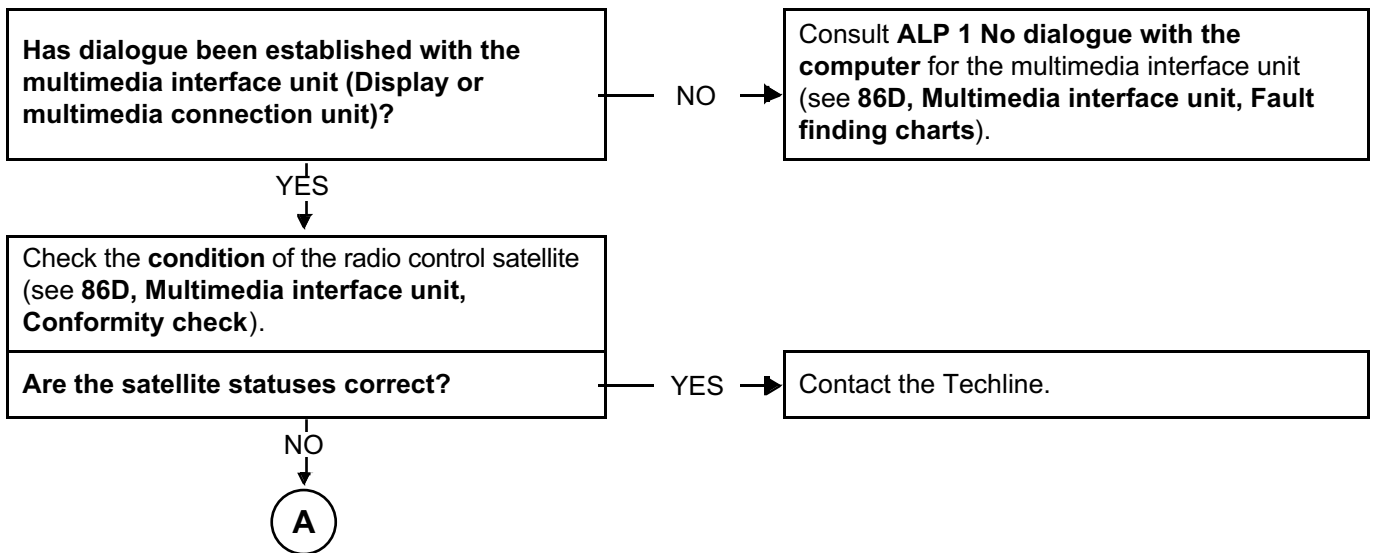 Has dialogue been established with the
multimedia interface unit (Display or
multimedia connection unit)?
NO
Consult ALP 1 No dialogue with the
computer for the multimedia interface unit
(see 86D, Multimedia interface unit, Fault
finding charts).
YES
Check the condition of the radio control satellite
(see 86D, Multimedia interface unit,
Conformity check).
Are the satellite statuses correct?
YES
Contact the Techline.
NO
A